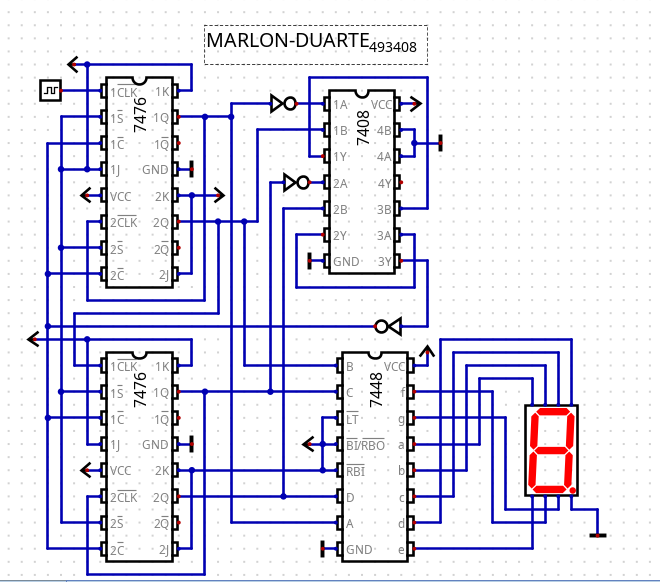 MARLON-DUARTE493408
7476
1CLK 1K
1S 1Q
1C 1Q
1J GND
VCC 2K
2CLK 2Q
2S 2Q
2C 2J
7408
1A VCC
1B 4B
1Y 4A
2A 4Y
2B 3B
2Y 3A
GND 3Y
7476
1CLK 1K
1S 1Q
1C 1Q
1J GND
VCC 2K
2CLK 2Q
2S 2Q
2C 2J
7448
B VCC
C f
LT g
BI/RBO a
RBI b
D c
A d
GND e
8.